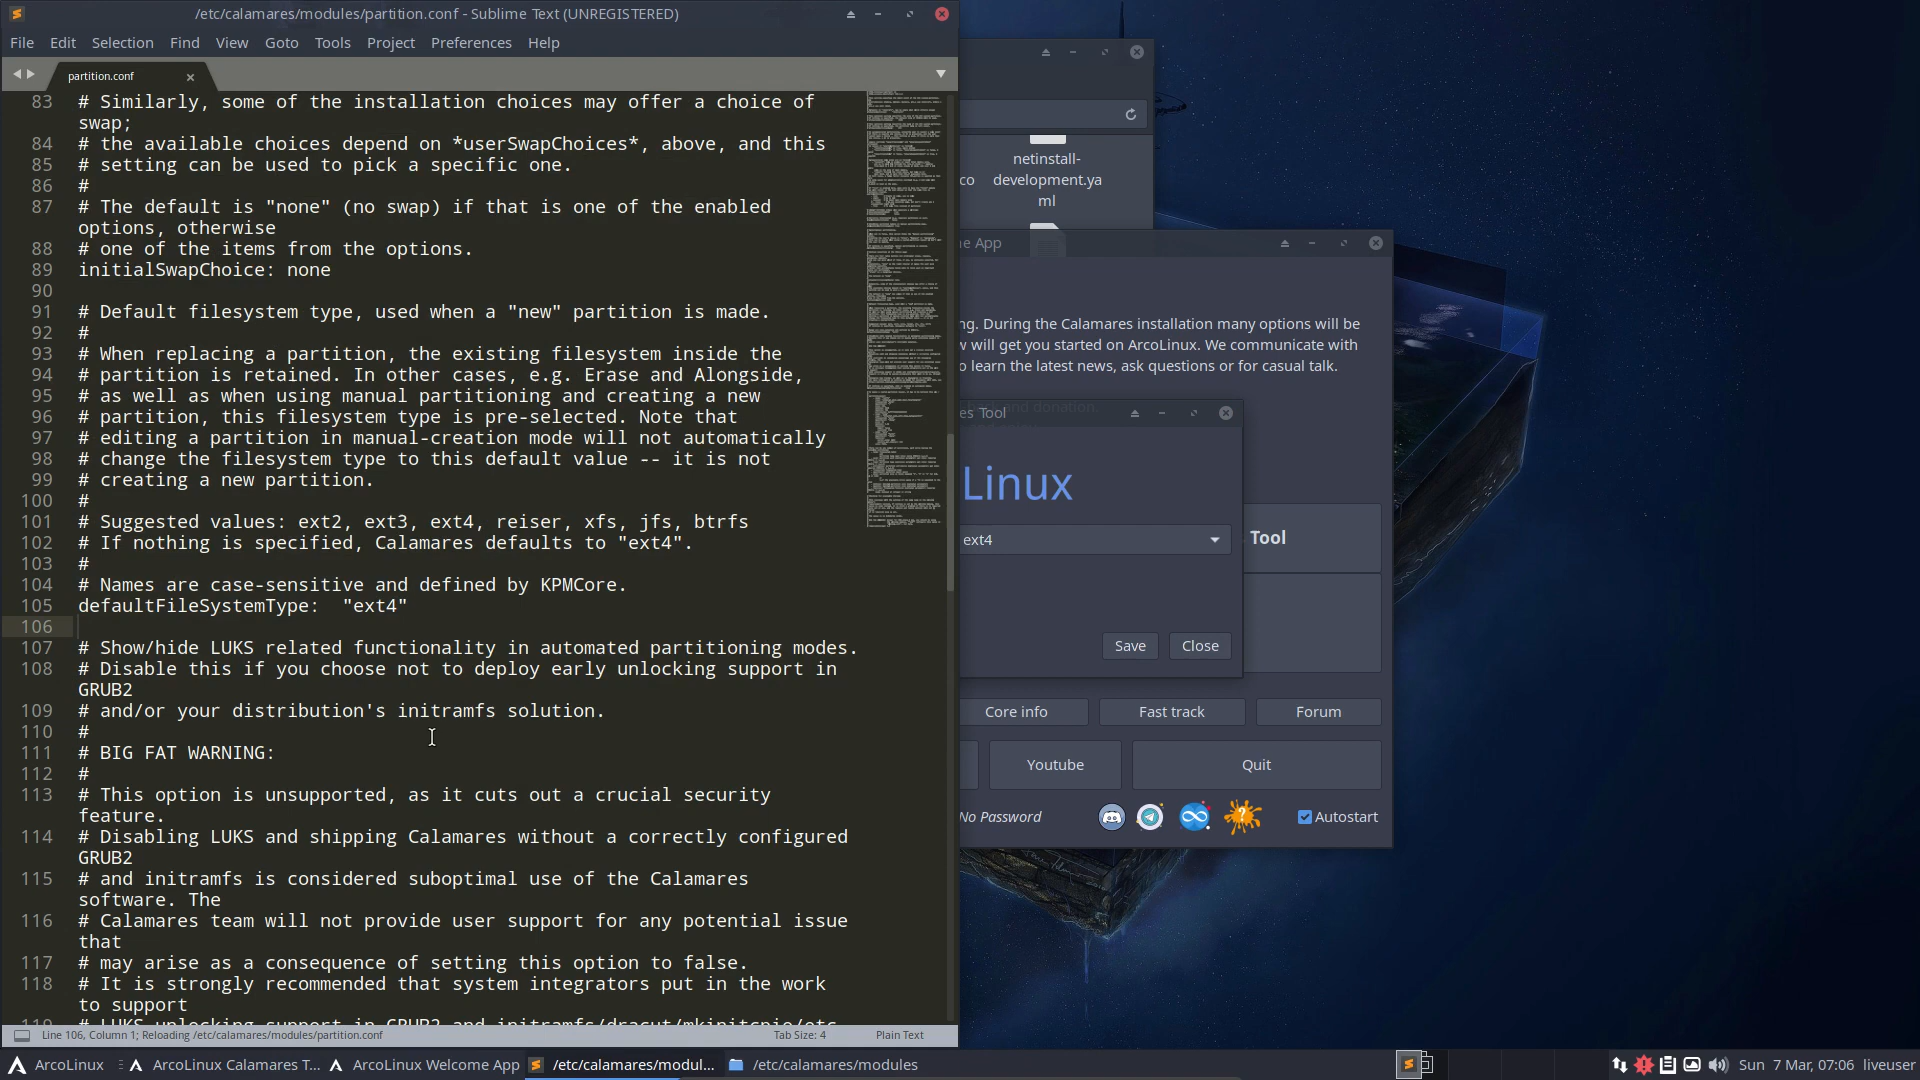 /etc/calamares/modules/partition.conf - Sublime Text (UNREGISTERED)
File Edit Selection Find View Goto Tools Project Preferences Help
partition.conf
83 # Similarly, some of the installation choices may offer a choice of
swap;
84 # the available choices depend on *userSwapChoices*, above, and this
85 # setting can be used to pick a specific one.
86 #
87 # The default is "none" (no swap) if that is one of the enabled
options, otherwise
88 # one of the items from the options.
89 initialSwapChoice: none
90
91 # Default filesystem type, used when a "new" partition is made.
92 #
93 # When replacing a partition, the existing filesystem inside the
94 # partition is retained. In other cases, e.g. Erase and Alongside,
95 # as well as when using manual partitioning and creating a new
96 # partition, this filesystem type is pre-selected. Note that
97 # editing a partition in manual-creation mode will not automatically
98 # change the filesystem type to this default value -- it is not
99 # creating a new partition.
100 #
101 # Suggested values: ext2, ext3, ext4, reiser, xfs, jfs, btrfs
102 # If nothing is specified, Calamares defaults to "ext4".
103 #
104 # Names are case-sensitive and defined by KPMCore.
105 defaultFileSystemType:  "ext4"
106
107 # Show/hide LUKS related functionality in automated partitioning modes.
108 # Disable this if you choose not to deploy early unlocking support in
GRUB2
109 # and/or your distribution's initramfs solution.
110 #
111 # BIG FAT WARNING:
112 #
113 # This option is unsupported, as it cuts out a crucial security
feature.
114 # Disabling LUKS and shipping Calamares without a correctly configured
GRUB2
115 # and initramfs is considered suboptimal use of the Calamares
software. The
116 # Calamares team will not provide user support for any potential issue
that
117 # may arise as a consequence of setting this option to false.
118 # It is strongly recommended that system integrators put in the work
to support
119 # LUKS unlocking support in GRUB2 and initramfs/dracut/mkinitcpio/etc.
Line 106, Column 1; Reloading /etc/calamares/modules/partition.conf
Tab Size: 4
Plain Text
co
netinstall-
development.ya
ml
me App
ng. During the Calamares installation many options will be
w will get you started on ArcoLinux. We communicate with
o learn the latest news, ask questions or for casual talk.
and donation.
es Tool
Linux
ext4
Tool
Save Close
Core info Fast track Forum
Youtube Quit
No Password
Autostart
ArcoLinux
ArcoLinux Calamares T...
ArcoLinux Welcome App
/etc/calamares/modul...
/etc/calamares/modules
Sun 7 Mar, 07:06 liveuser